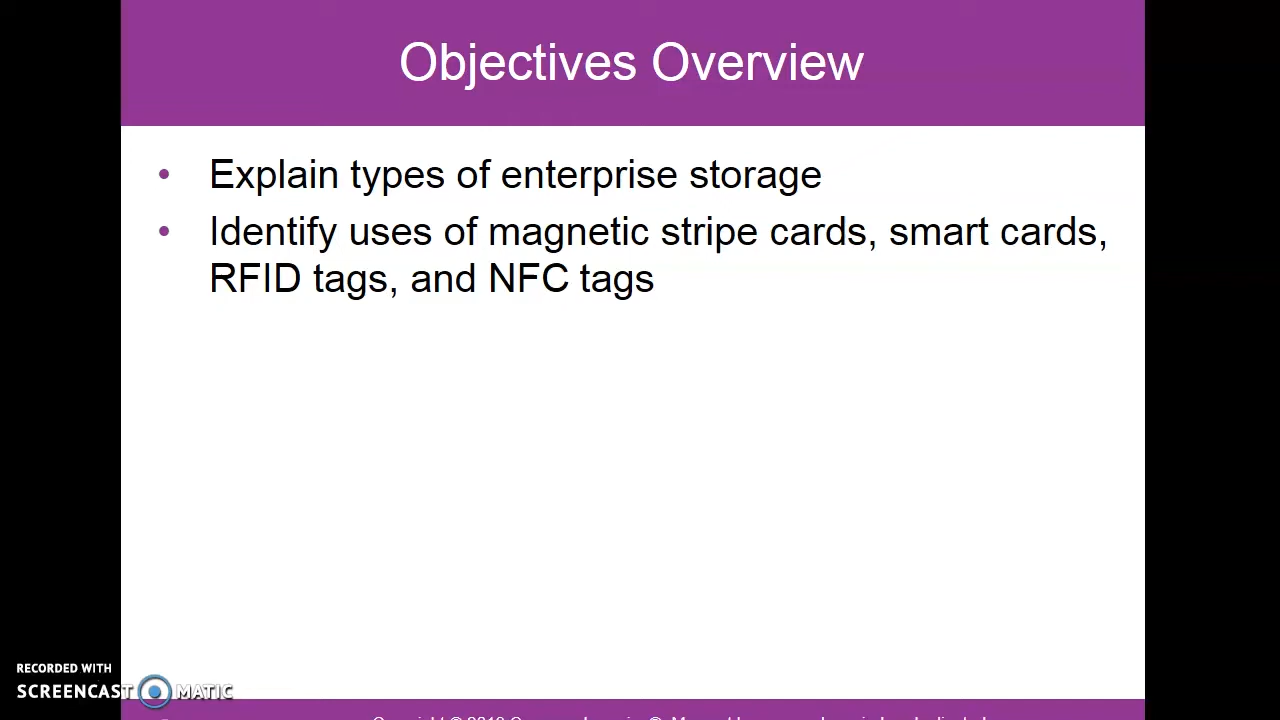 Objectives Overview
• Explain types of enterprise storage
• Identify uses of magnetic stripe cards, smart cards,
RFID tags, and NFC tags
RECORDED WITH
SCREENCAST MATIC